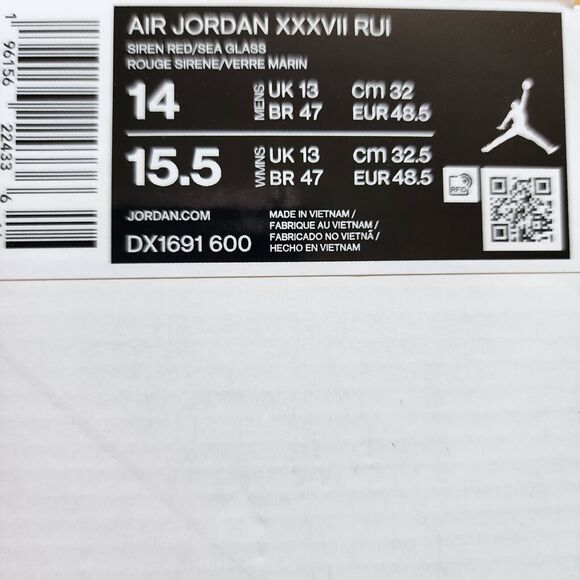 AIR JORDAN XXXVII RUI
SIREN RED/SEA GLASS
ROUGE SIRENE/VERRE MARIN
14 MENS UK 13 cm 32
BR 47 EUR 48.5
15.5 WMNS UK 13 cm 32.5
BR 47 EUR 48.5
RFID
JORDAN.COM
DX1691 600
MADE IN VIETNAM /
FABRIQUE AU VIETNAM /
FABRICADO NO VIETNÃ /
HECHO EN VIETNAM
1 96156 22433 6